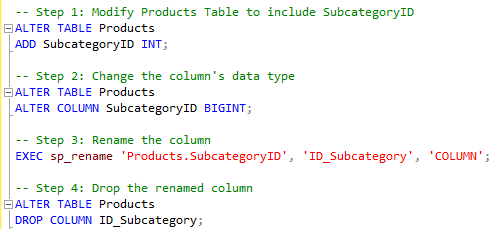 -- Step 1: Modify Products Table to include SubcategoryID
ALTER TABLE Products
ADD SubcategoryID INT;
-- Step 2: Change the column's data type
ALTER TABLE Products
ALTER COLUMN SubcategoryID BIGINT;
-- Step 3: Rename the column
EXEC sp_rename 'Products.SubcategoryID', 'ID_Subcategory', 'COLUMN';
-- Step 4: Drop the renamed column
ALTER TABLE Products
DROP COLUMN ID_Subcategory;